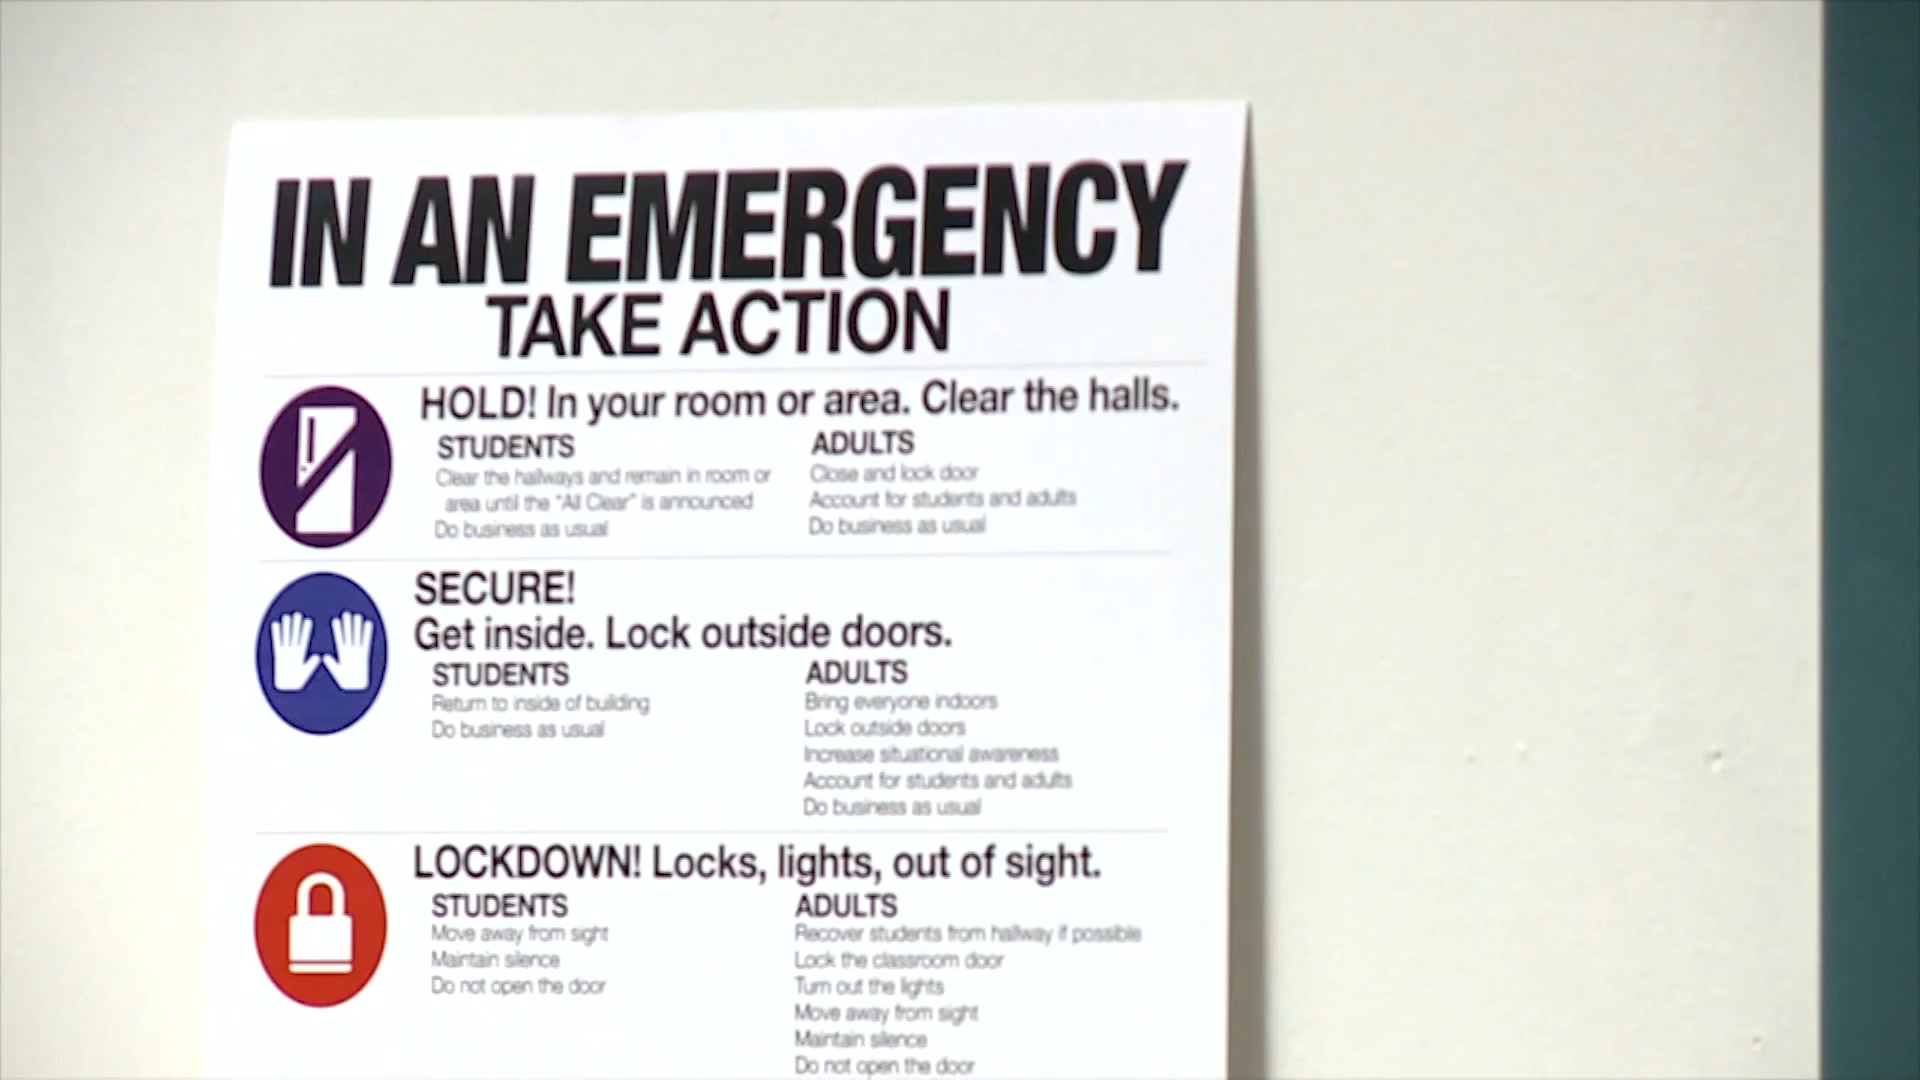 IN AN EMERGENCY
TAKE ACTION
HOLD! In your room or area. Clear the halls.
STUDENTS
Clear the hallways and remain in room or
area until the "All Clear" is announced
Do business as usual
ADULTS
Close and lock door
Account for students and adults
Do business as usual
SECURE!
Get inside. Lock outside doors.
STUDENTS
Return to inside of building
Do business as usual
ADULTS
Bring everyone indoors
Lock outside doors
Increase situational awareness
Account for students and adults
Do business as usual
LOCKDOWN! Locks, lights, out of sight.
STUDENTS
Move away from sight
Maintain silence
Do not open the door
ADULTS
Recover students from hallway if possible
Lock the classroom door
Turn out the lights
Move away from sight
Maintain silence
Do not open the door